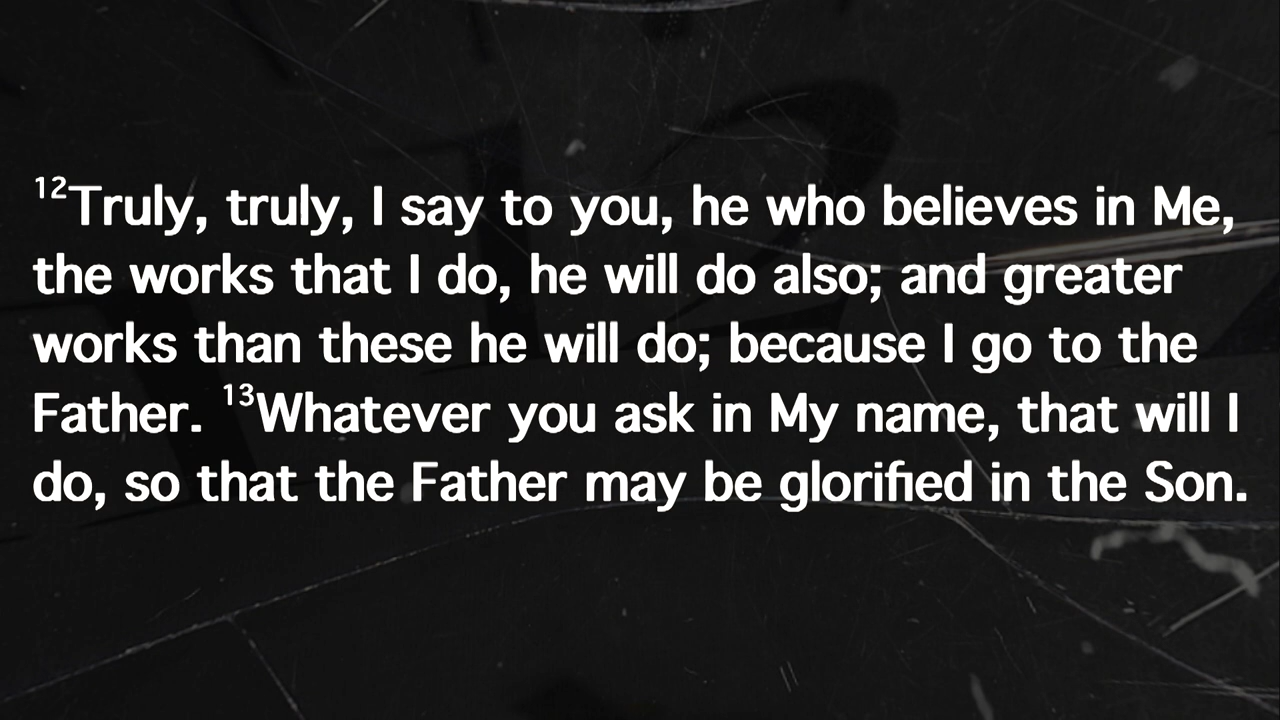 12Truly, truly, I say to you, he who believes in Me,
the works that I do, he will do also; and greater
works than these he will do; because I go to the
Father. 13Whatever you ask in My name, that will I
do, so that the Father may be glorified in the Son.